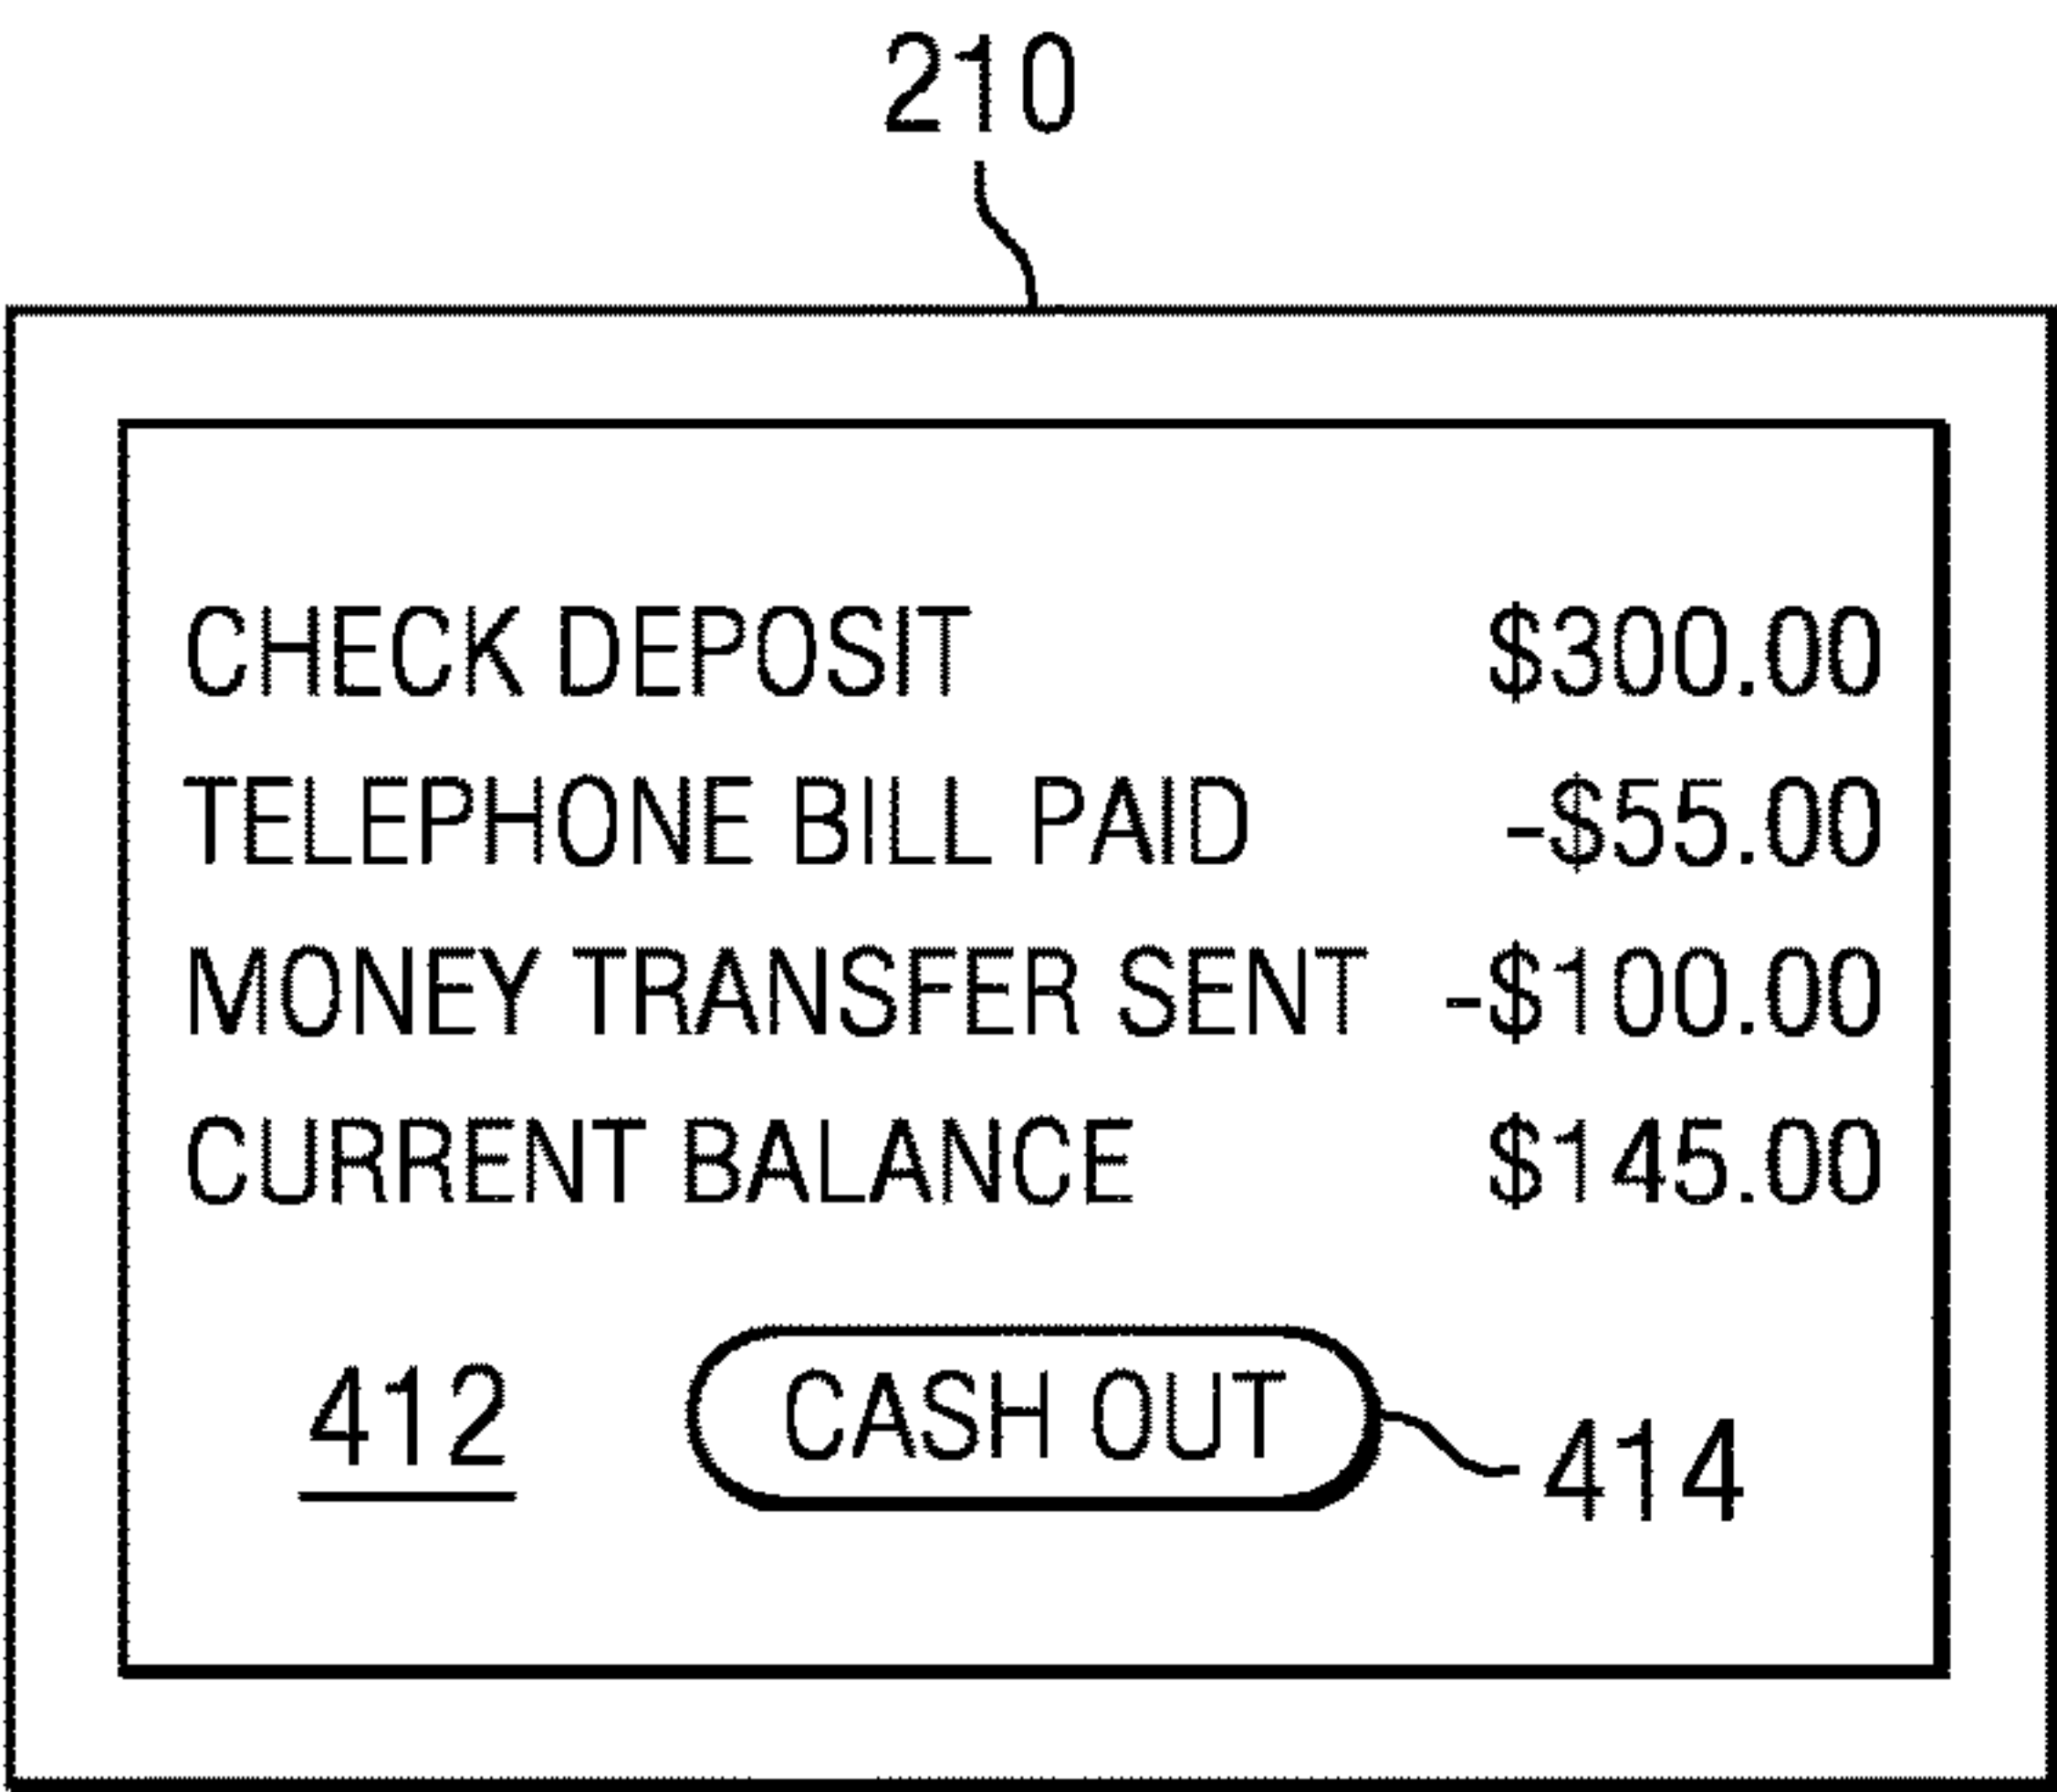 210
CHECK DEPOSIT $300.00
TELEPHONE BILL PAID -$55.00
MONEY TRANSFER SENT -$100.00
CURRENT BALANCE $145.00
412 CASH OUT 414